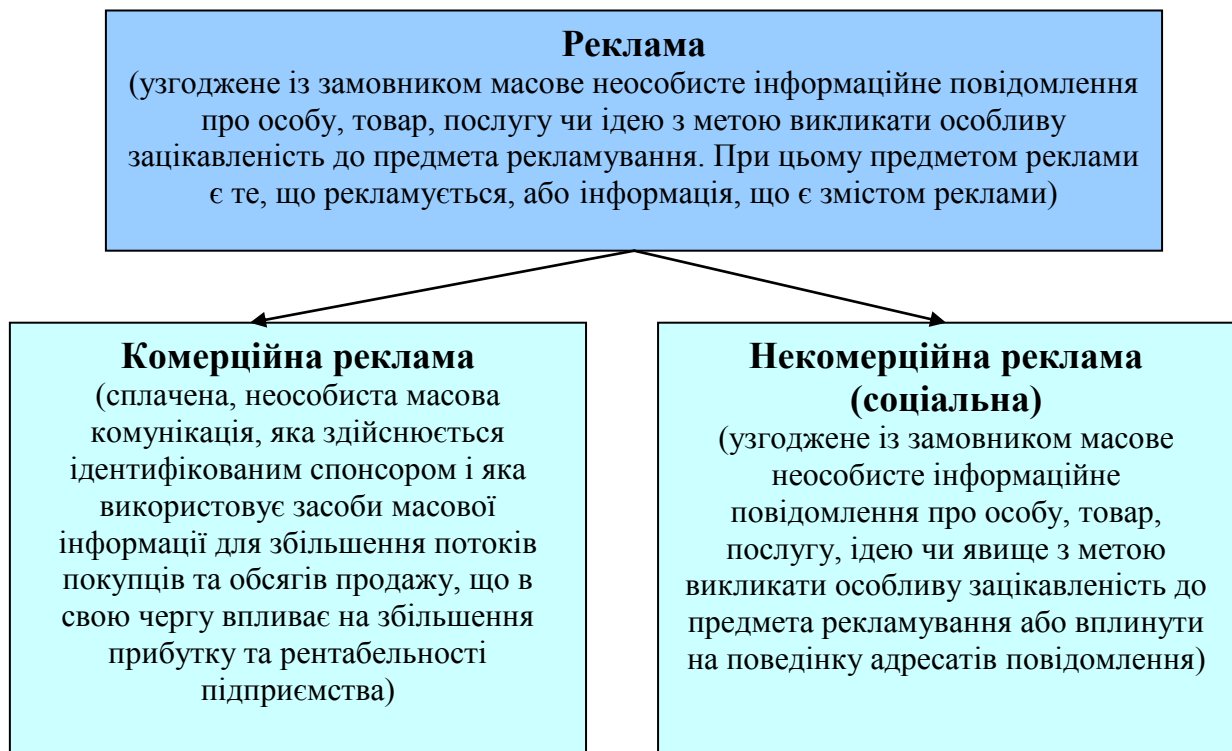 Реклама
(узгоджене із замовником масове неособисте інформаційне повідомлення
про особу, товар, послугу чи ідею з метою викликати особливу
зацікавленість до предмета рекламування. При цьому предметом реклами
є те, що рекламується, або інформація, що є змістом реклами)
Комерційна реклама
(сплачена, неособиста масова
комунікація, яка здійснюється
ідентифікованим спонсором і яка
використовує засоби масової
інформації для збільшення потоків
покупців та обсягів продажу, що в
свою чергу впливає на збільшення
прибутку та рентабельності
підприємства)
Некомерційна реклама
(соціальна)
(узгоджене із замовником масове
неособисте інформаційне
повідомлення про особу, товар,
послугу, ідею чи явище з метою
викликати особливу зацікавленість до
предмета рекламування або вплинути
на поведінку адресатів повідомлення)